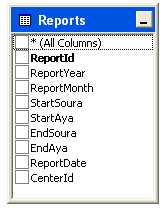 Reports
* (All Columns)
ReportId
ReportYear
ReportMonth
StartSoura
StartAya
EndSoura
EndAya
ReportDate
CenterId